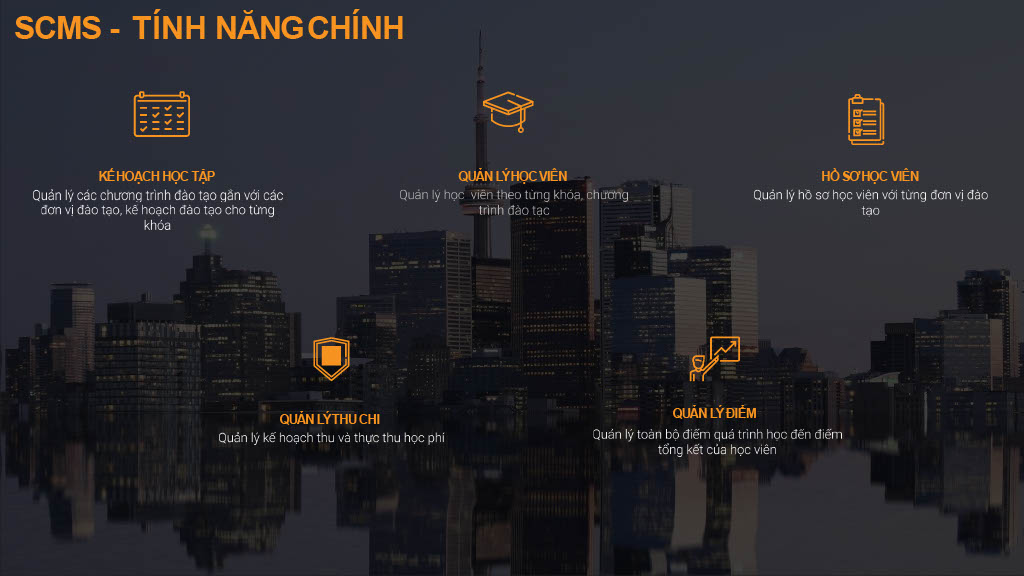 SCMS - TÍNH NĂNG CHÍNH
KẾ HOẠCH HỌC TẬP
Quản lý các chương trình đào tạo gắn với các
đơn vị đào tạo, kế hoạch đào tạo cho từng
khóa
QUẢN LÝ HỌC VIÊN
Quản lý học viên theo từng khóa, chương
trình đào tạo
HỒ SƠ HỌC VIÊN
Quản lý hồ sơ học viên với từng đơn vị đào
tạo
QUẢN LÝ THU CHI
Quản lý kế hoạch thu và thực thu học phí
QUẢN LÝ ĐIỂM
Quản lý toàn bộ điểm quá trình học đến điểm
tổng kết của học viên